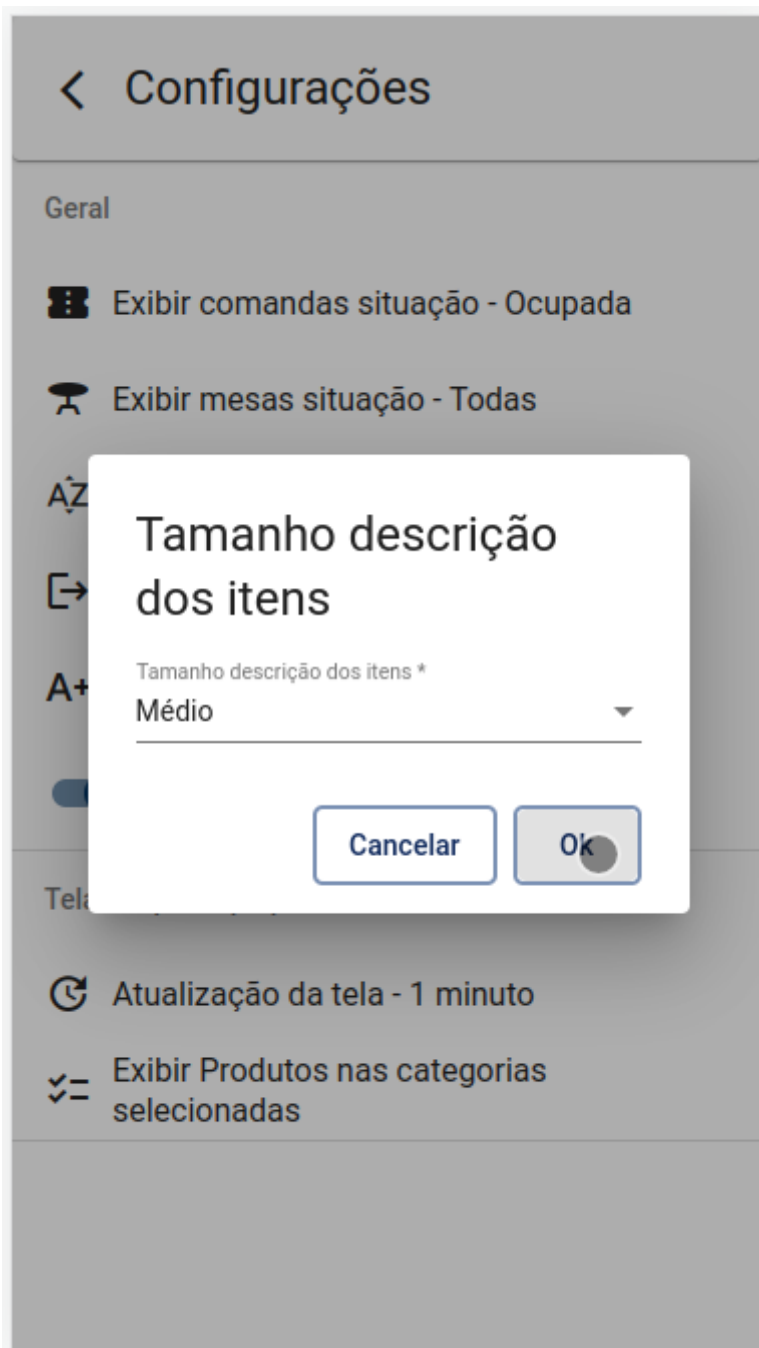 Configurações
Geral
Exibir comandas situação - Ocupada
Exibir mesas situação - Todas
AZ
A+
Tamanho descrição
dos itens
Tamanho descrição dos itens *
Médio
Cancelar
Ok
Atualização da tela - 1 minuto
Exibir Produtos nas categorias
selecionadas